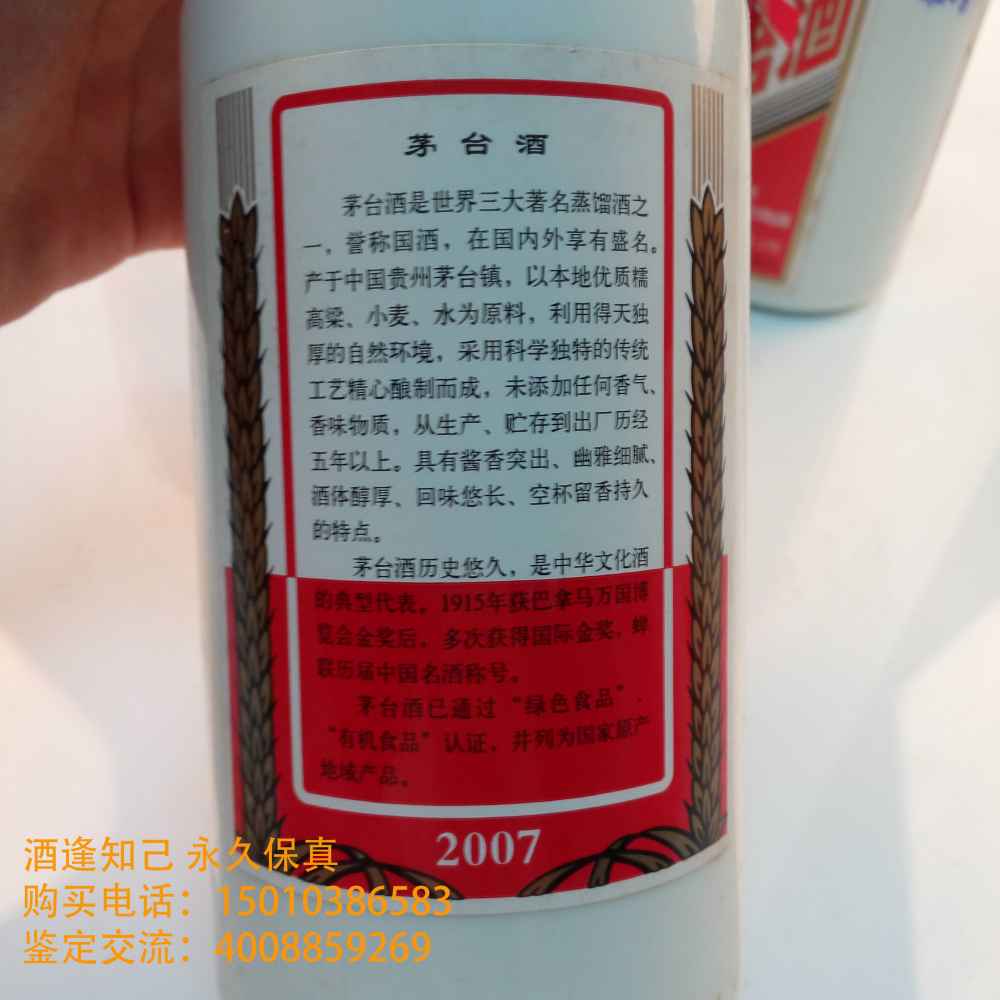 茅台酒
茅台酒是世界三大著名蒸馏酒之
一，誉称国酒，在国内外享有盛名。
产于中国贵州茅台镇，以本地优质糯
高粱、小麦、水为原料，利用得天独
厚的自然环境，采用科学独特的传统
工艺精心酿制而成，未添加任何香气、
香味物质，从生产、贮存到出厂历经
五年以上。具有酱香突出、幽雅细腻、
酒体醇厚、回味悠长、空杯留香持久
的特点。
茅台酒历史悠久，是中华文化酒
的典型代表。1915年获巴拿马万国博
览会金奖后，多次获得国际金奖，蝉
联历届中国名酒称号。
茅台酒已通过“绿色食品”、
“有机食品”认证，并列为国家原产
地域产品。
2007
台酒
酒逢知己 永久保真
购买电话：15010386583
鉴定交流：4008859269